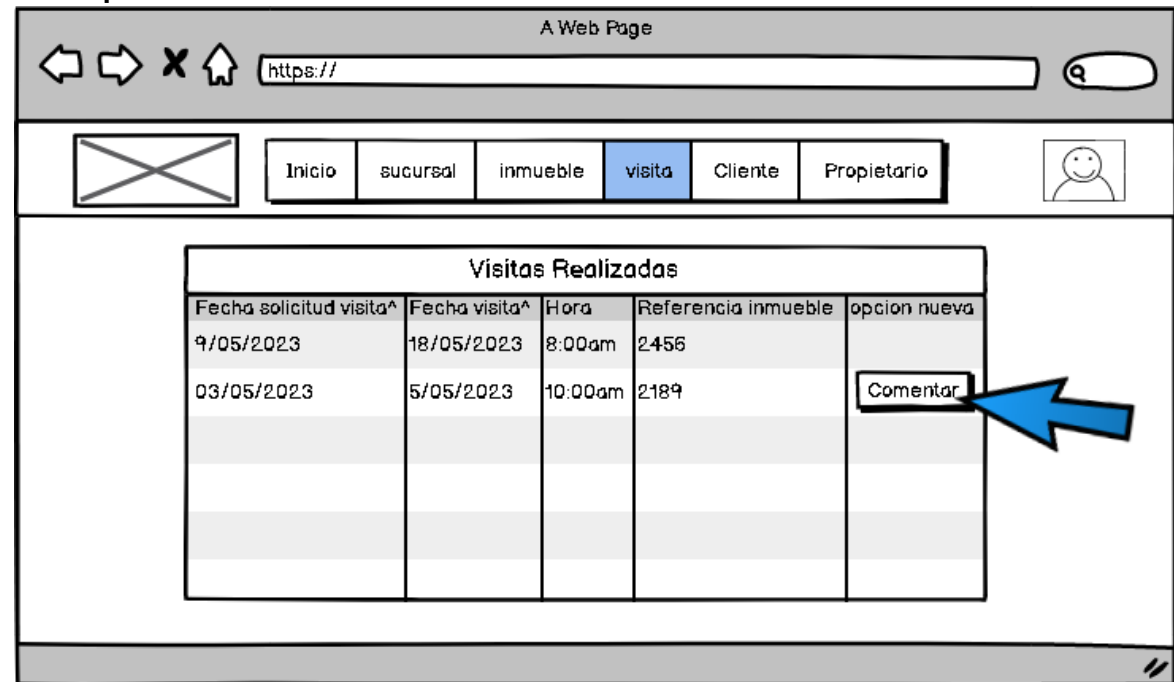 A Web Page
https://
Inicio sucursal inmueble visita Cliente Propietario
Visitas Realizadas
Fecha solicitud visita^ Fecha visita^ Hora Referencia inmueble opcion nueva
9/05/2023 18/05/2023 8:00am 2456
03/05/2023 5/05/2023 10:00am 2189 Comentar